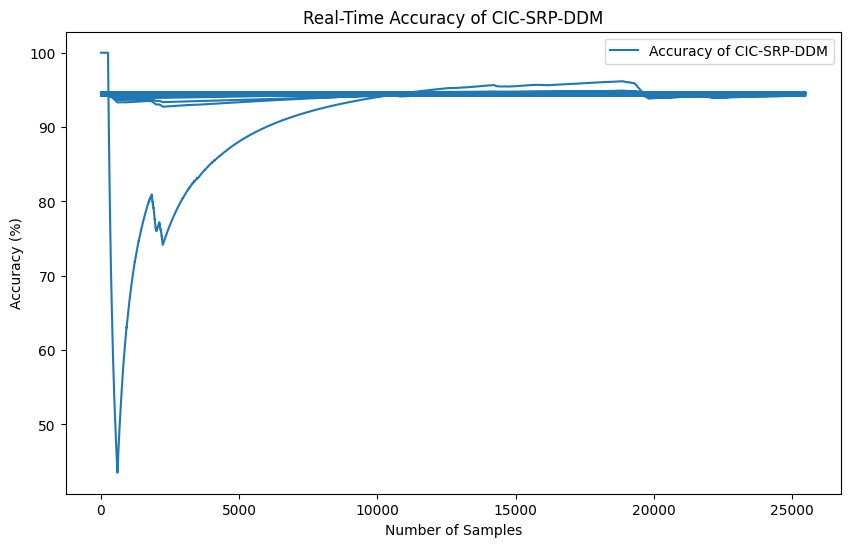 Real-Time Accuracy of CIC-SRP-DDM
Accuracy of CIC-SRP-DDM
100
90
80
70
60
50
Accuracy (%)
0 5000 10000 15000 20000 25000
Number of Samples